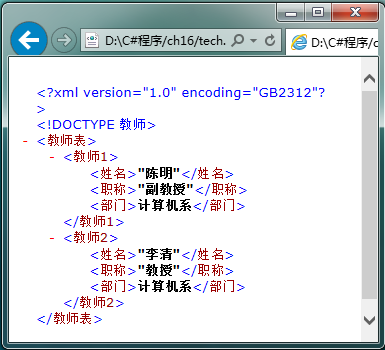 D:\C#程序/ch16/tech.
D:\C#程序/c
<?xml version="1.0" encoding="GB2312"?
>
<!DOCTYPE 教师>
- <教师表>
- <教师1>
<姓名>"陈明"</姓名>
<职称>"副教授"</职称>
<部门>计算机系</部门>
</教师1>
- <教师2>
<姓名>"李清"</姓名>
<职称>"教授"</职称>
<部门>计算机系</部门>
</教师2>
</教师表>